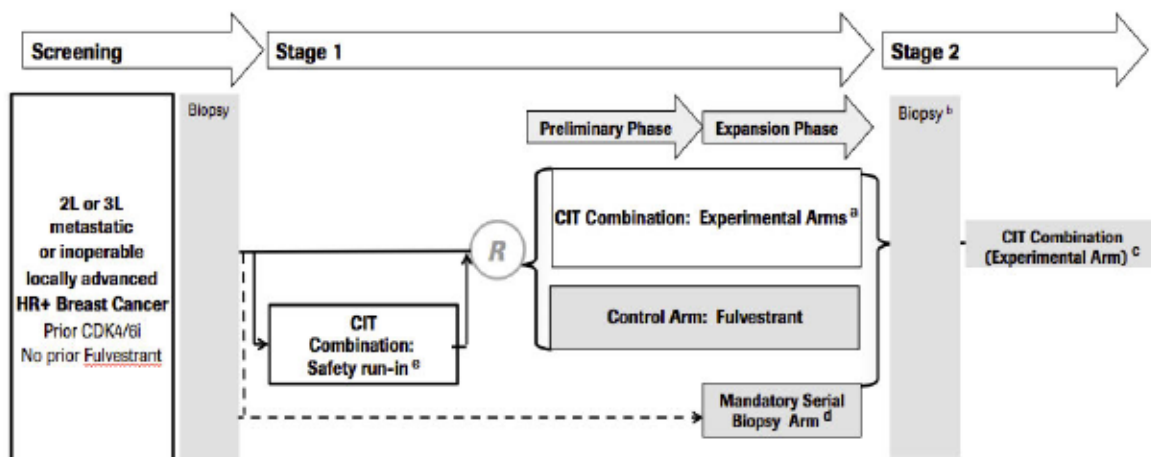 Screening
Stage 1
Stage 2
Biopsy
Preliminary Phase
Expansion Phase
Biopsy b
2L or 3L
metastatic
or inoperable
locally advanced
HR+ Breast Cancer
Prior CDK4/6i
No prior Fulvestrant
R
CIT Combination: Experimental Arms a
CIT Combination
(Experimental Arm) c
CIT
Combination:
Safety run-in e
Control Arm: Fulvestrant
Mandatory Serial
Biopsy Arm d